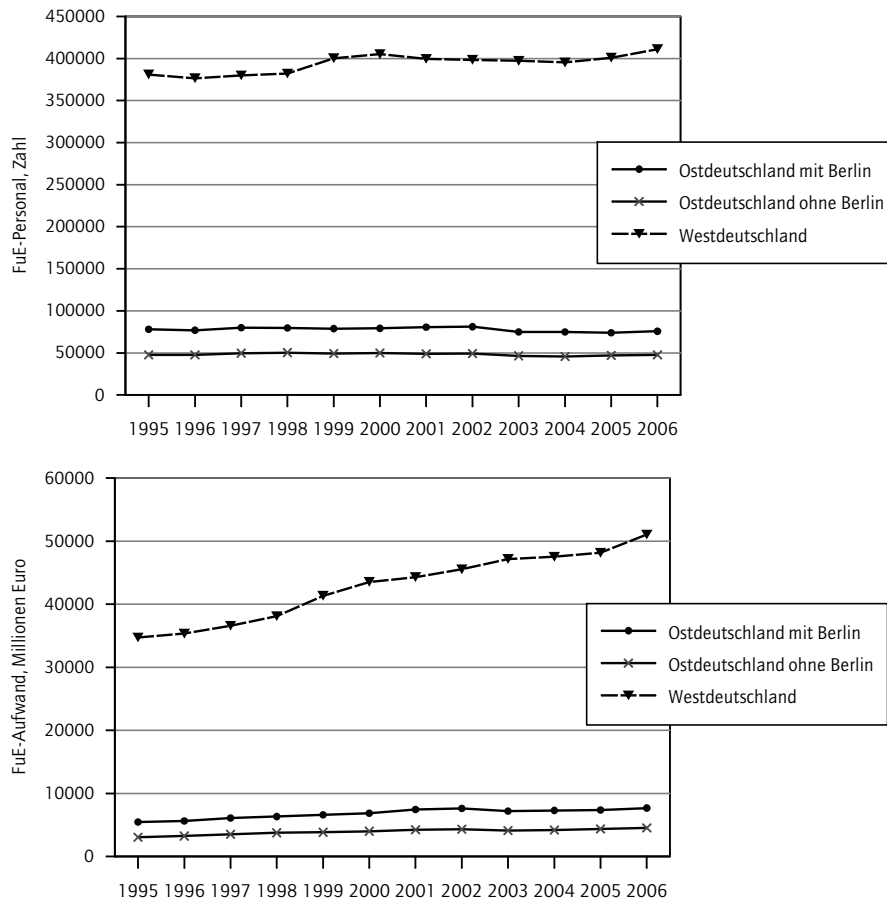 450000
400000
350000
300000
250000
200000
150000
100000
50000
0
FuE-Personal, Zahl
1995 1996 1997 1998 1999 2000 2001 2002 2003 2004 2005 2006
Ostdeutschland mit Berlin
Ostdeutschland ohne Berlin
Westdeutschland
60000
50000
40000
30000
20000
10000
0
FuE-Aufwand, Millionen Euro
1995 1996 1997 1998 1999 2000 2001 2002 2003 2004 2005 2006
Ostdeutschland mit Berlin
Ostdeutschland ohne Berlin
Westdeutschland